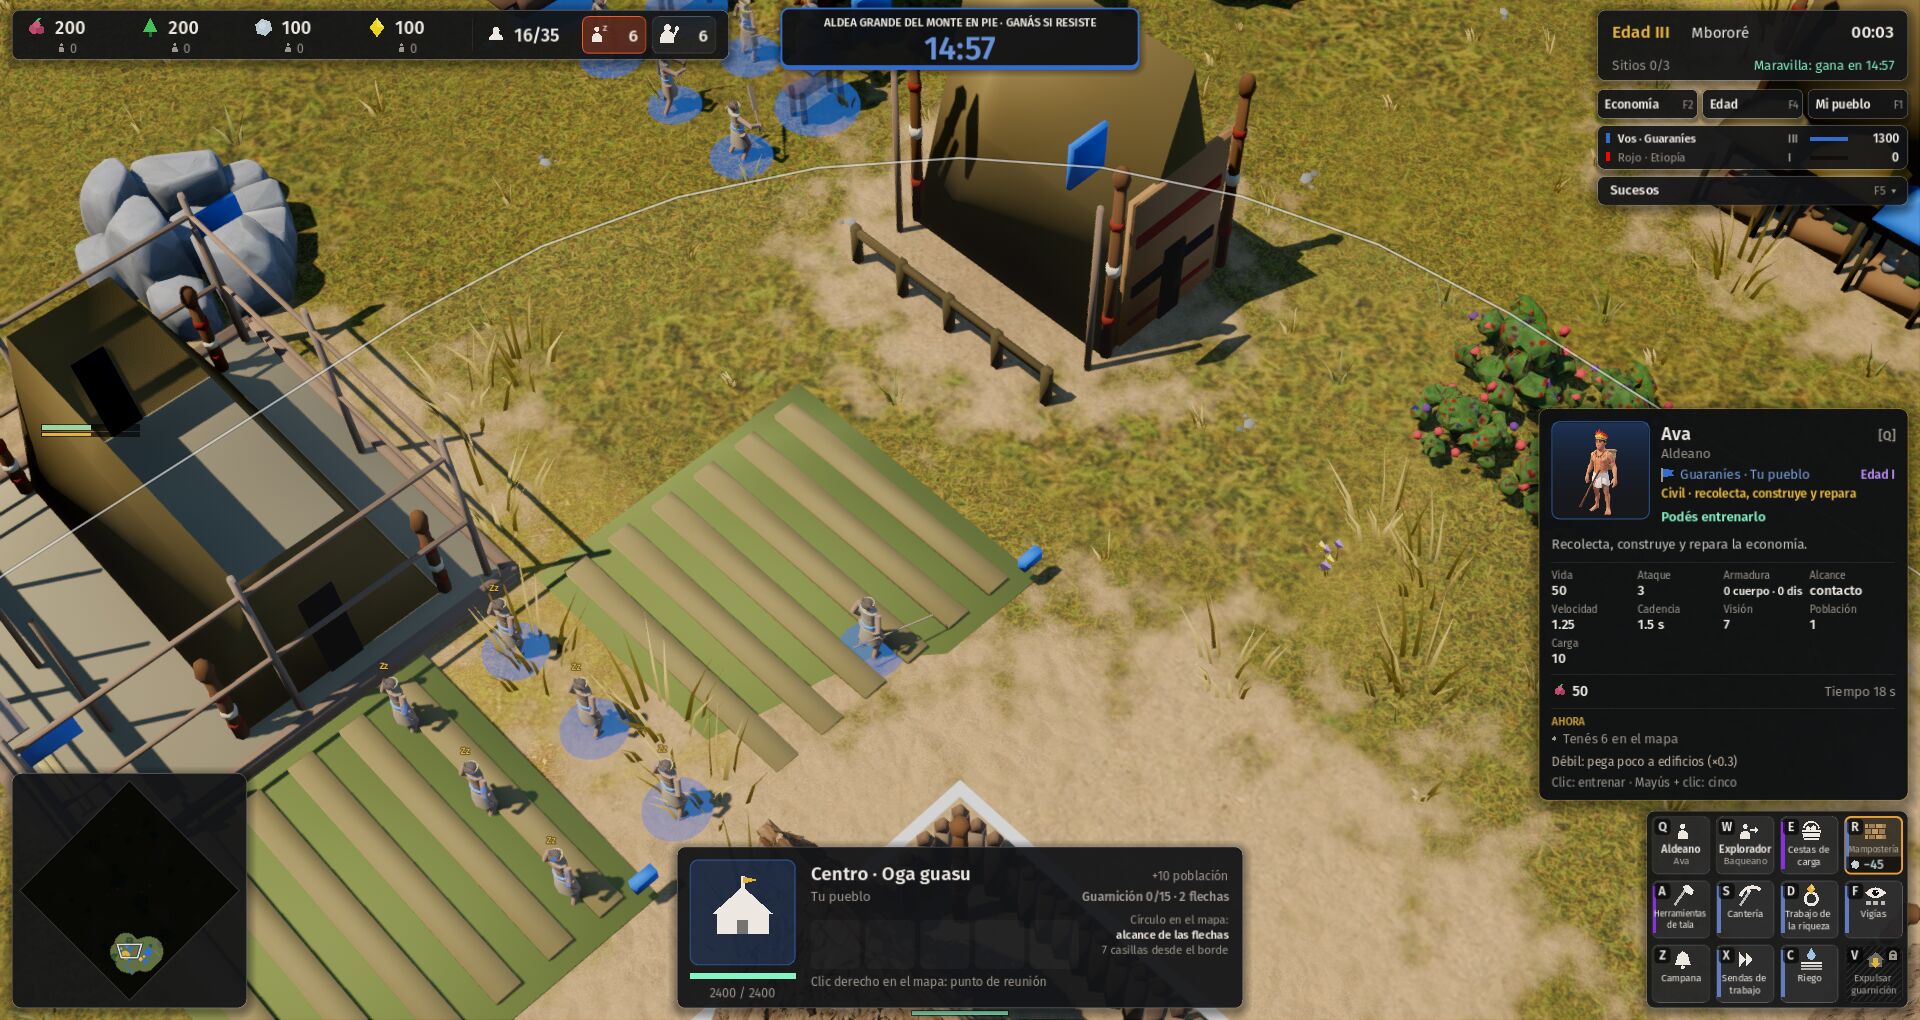 200
200
100
100
16/35
6
6
0
0
0
0
ALDEA GRANDE DEL MONTE EN PIE · GANÁS SI RESISTE
14:57
Edad III Mbororé 00:03
Sitios 0/3 Maravilla: gana en 14:57
Economía F2
Edad F4
Mi pueblo F1
Vos · Guaraníes III 1300
Rojo · Etiopía I 0
Sucesos F5
Ava [Q]
Aldeano
Guaraníes · Tu pueblo Edad I
Civil · recolecta, construye y repara
Podés entrenarlo
Recolecta, construye y repara la economía.
Vida Ataque Armadura Alcance
50 3 0 cuerpo · 0 dis contacto
Velocidad Cadencia Visión Población
1.25 1.5 s 7 1
Carga
10
50 Tiempo 18 s
AHORA
• Tenés 6 en el mapa
Débil: pega poco a edificios (×0.3)
Clic: entrenar · Mayús + clic: cinco
Zz
Zz
Zz
Zz
Zz
Zz
Centro · Oga guasu +10 población
Tu pueblo Guarnición 0/15 · 2 flechas
Círculo en el mapa:
alcance de las flechas
7 casillas desde el borde
Clic derecho en el mapa: punto de reunión
2400 / 2400
Q
Aldeano
Ava
W
Explorador
Baqueano
E
Cestas de
carga
R
Mampostería
-45
A
Herramientas
de tala
S
Cantería
D
Trabajo de
la riqueza
F
Vigías
Z
Campana
X
Sendas de
trabajo
C
Riego
V
Expulsar
guarnición